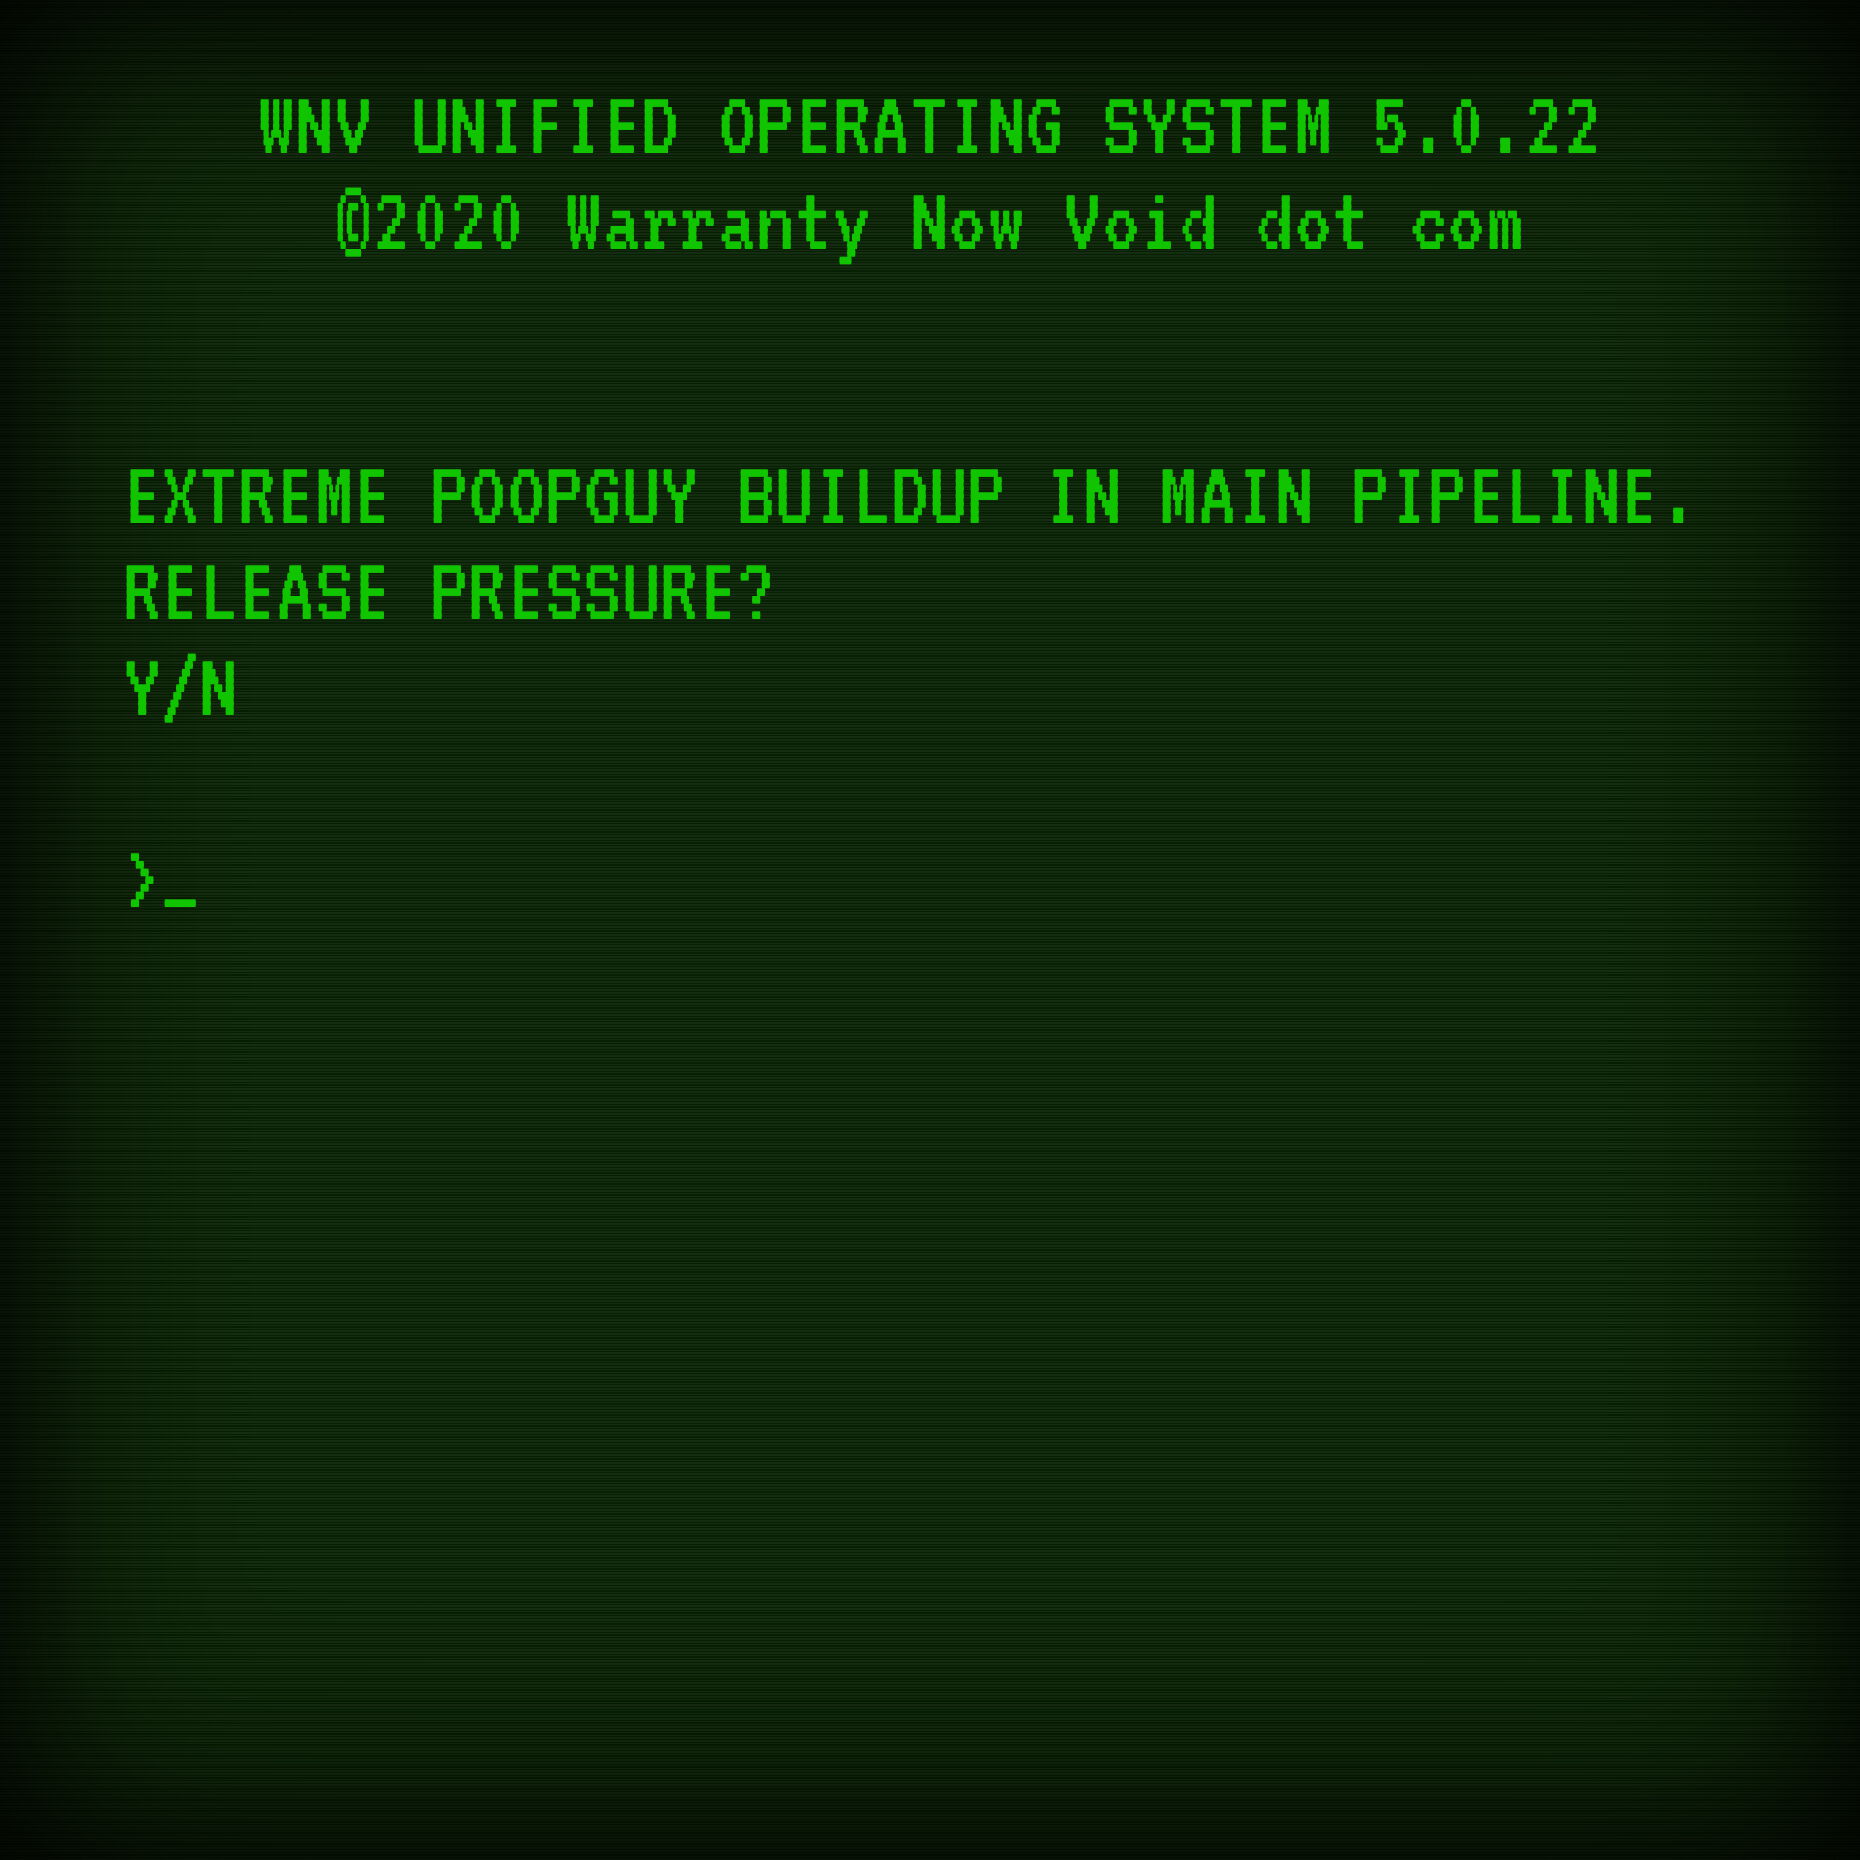 WNV UNIFIED OPERATING SYSTEM 5.0.22
©2020 Warranty Now Void dot com
EXTREME POOPGUY BUILDUP IN MAIN PIPELINE.
RELEASE PRESSURE?
Y/N
>_